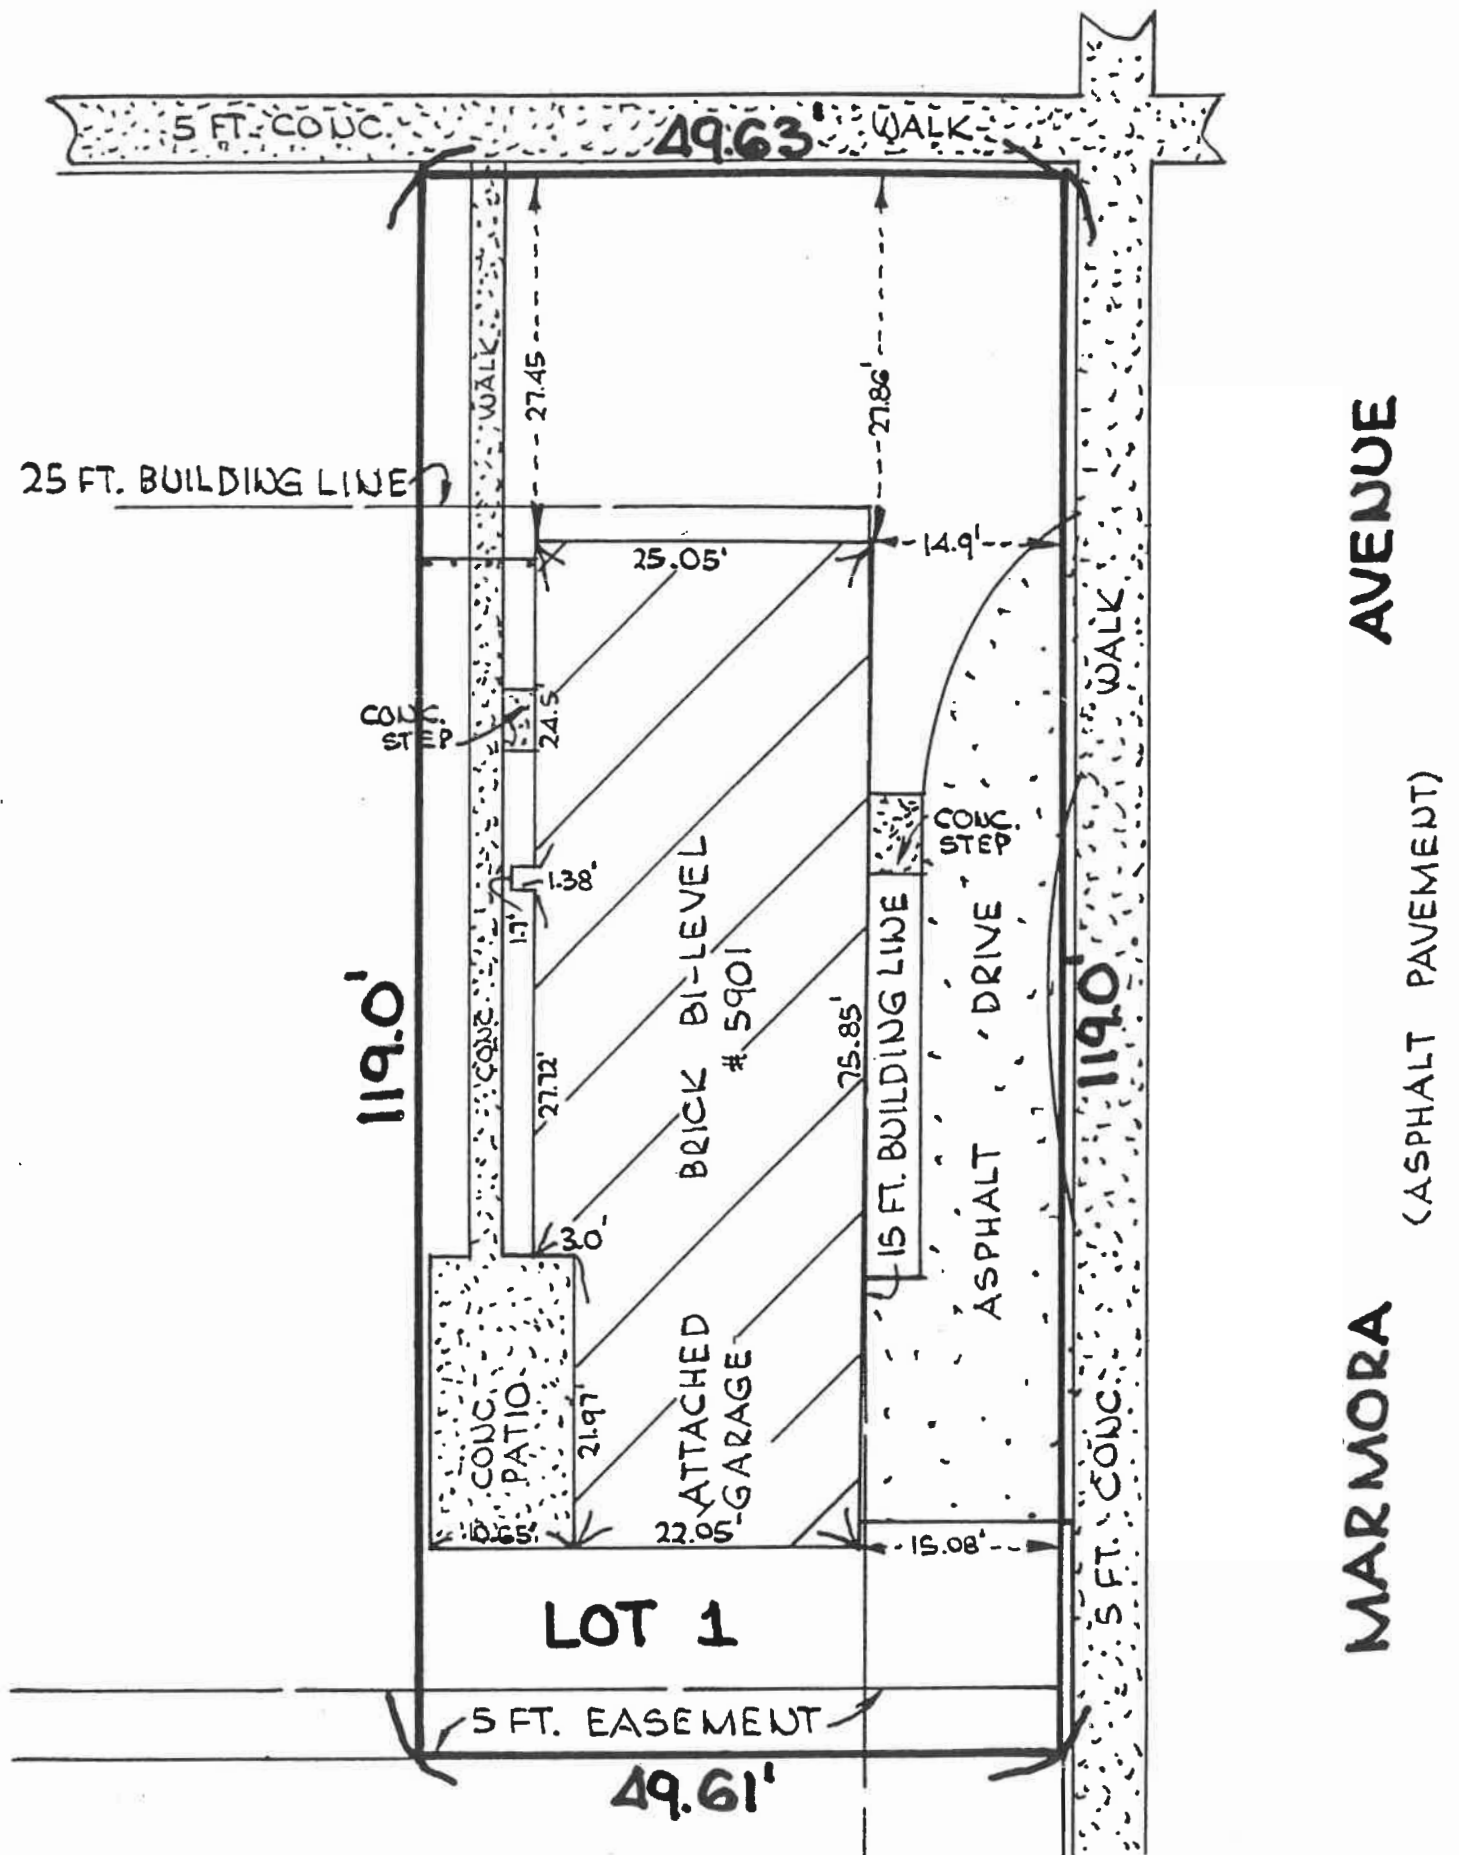 5 FT. CONC.
49.63'
WALK
WALK
27.45
27.86'
25 FT. BUILDING LINE
25.05'
14.9'
AVENUE
WALK
CONC.
STEP
24.5'
CONC.
STEP
1.38'
1.7'
BRICK BI-LEVEL
# 5901
15 FT. BUILDING LINE
ASPHALT DRIVE
119.0'
119.0'
(ASPHALT PAVEMENT)
CONC.
27.72'
75.85'
3.0'
CONC.
PATIO
21.97'
ATTACHED
GARAGE
MARMORA
5 FT. CONC.
10.65'
22.05'
15.08'
LOT 1
5 FT. EASEMENT
49.61'